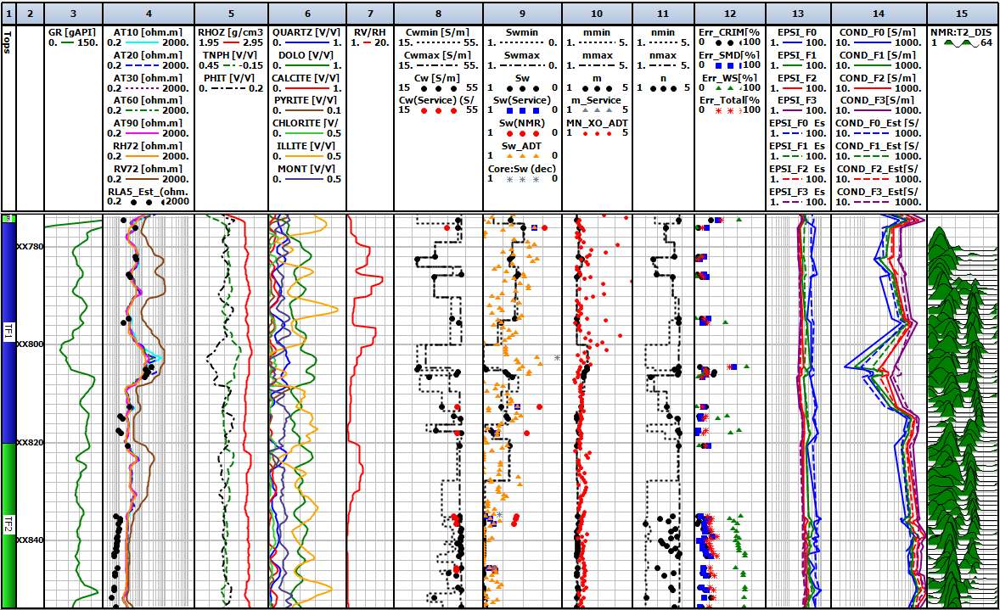 1 2 3 4 5 6 7 8 9 10 11 12 13 14 15
Tops
GR [gAPI]
0. 150.
AT10 [ohm.m]
0.2 2000.
AT20 [ohm.m]
0.2 2000.
AT30 [ohm.m]
0.2 2000.
AT60 [ohm.m]
0.2 2000.
AT90 [ohm.m]
0.2 2000.
RH72 [ohm.m]
0.2 2000.
RV72 [ohm.m]
0.2 2000.
RLA5_Est_(ohm.
0.2 2000
RHOZ [g/cm3
1.95 2.95
TNPH [V/V]
0.45 -0.15
PHIT [V/V]
0. 0.2
QUARTZ [V/V]
0. 1.
DOLO [V/V]
0. 1.
CALCITE [V/V]
0. 1.
PYRITE [V/V]
0. 0.1
CHLORITE [V/
0. 0.5
ILLITE [V/V]
0. 0.5
MONT [V/V]
0. 0.5
RV/RH
1. 20.
Cwmin [S/m]
15. 55.
Cwmax [S/m]
15. 55.
Cw [S/m]
15 55
Cw(Service) (S/
15 55
Swmin
1. 0.
Swmax
1. 0.
Sw
1 0
Sw(Service)
1 0
Sw(NMR)
1 0
Sw_ADT
1 0
Core:Sw (dec)
1 0
mmin
1. 5.
mmax
1. 5.
m
1 5
m_Service
1 5
MN_XO_ADT
1 5
nmin
1. 5.
nmax
1. 5.
n
1 5
Err_CRIM[%
0 100
Err_SMD[%
0 100
Err_WS[%]
0 100
Err_Total[%]
0 100
EPSI_F0
1. 100.
EPSI_F1
1. 100.
EPSI_F2
1. 100.
EPSI_F3
1. 100.
EPSI_F0 Es
1. 100.
EPSI_F1 Es
1. 100.
EPSI_F2 Es
1. 100.
EPSI_F3 Es
1. 100.
COND_F0 [S/m]
10. 1000.
COND_F1 [S/m]
10. 1000.
COND_F2 [S/m]
10. 1000.
COND_F3[S/m]
10. 1000.
COND_F0_Est [S/
10. 1000.
COND_F1_Est [S/
10. 1000.
COND_F2_Est[S/
10. 1000.
COND_F3_Est[S/
10. 1000.
NMR:T2_DIS
1 64
XX780
TF1
XX800
XX820
TF2
XX840